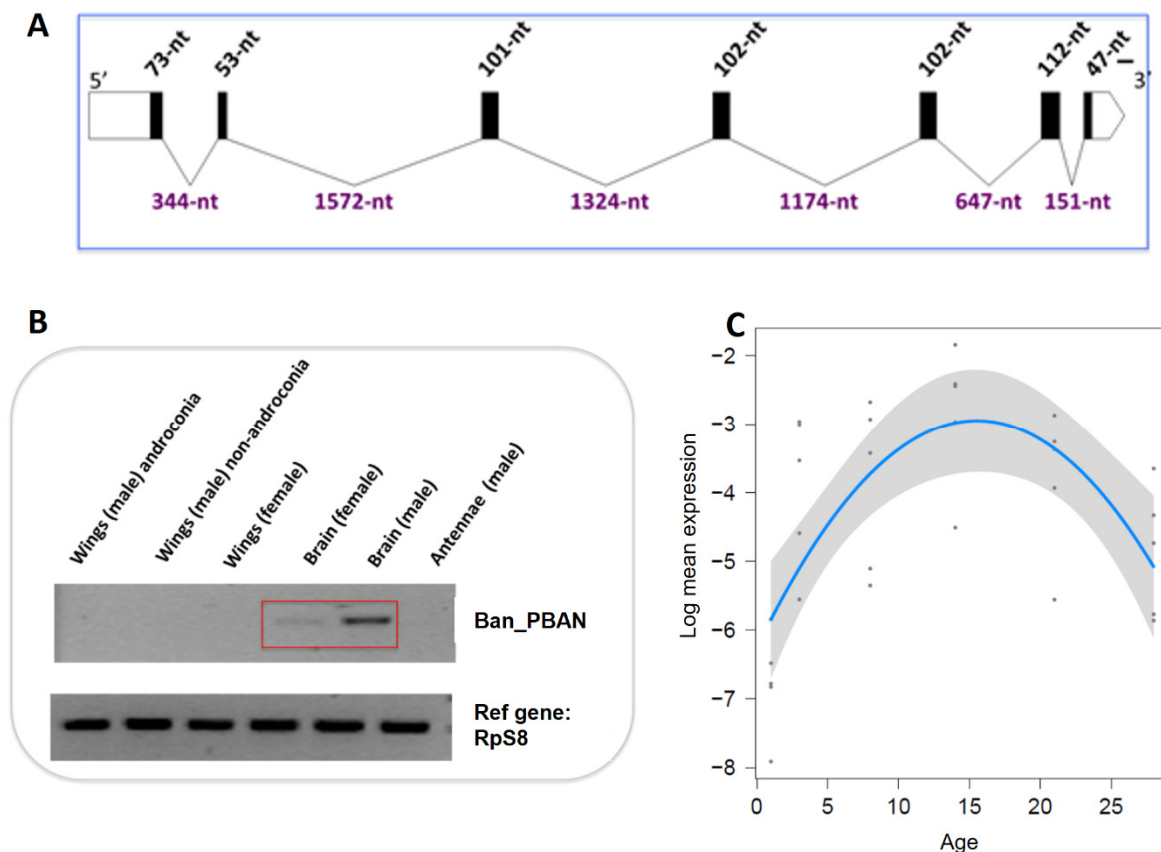 A
73-nt 53-nt 101-nt 102-nt 102-nt 112-nt 47-nt
5’ 3’
344-nt 1572-nt 1324-nt 1174-nt 647-nt 151-nt
B
Wings (male) androconia
Wings (male) non-androconia
Wings (female)
Brain (female)
Brain (male)
Antennae (male)
Ban_PBAN
Ref gene:
RpS8
C
Log mean expression
−2
−3
−4
−5
−6
−7
−8
0 5 10 15 20 25
Age